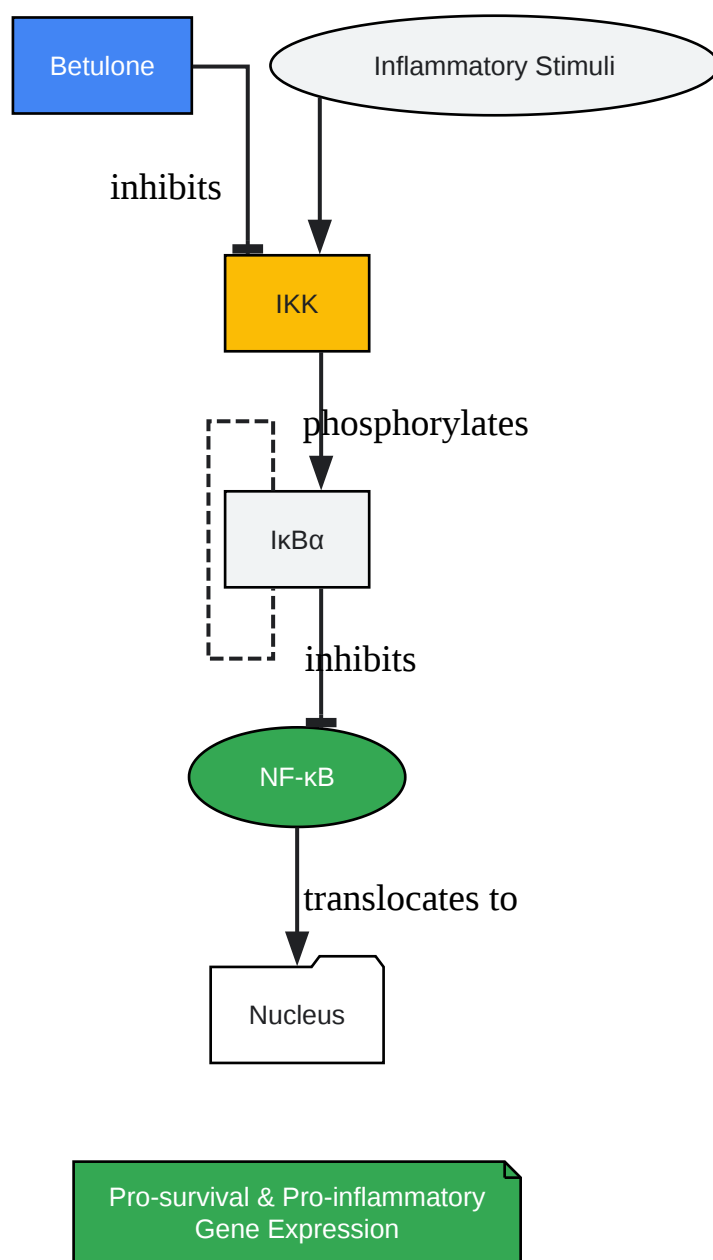 Betulone
Inflammatory Stimuli
inhibits
IKK
phosphorylates
IκBα
inhibits
NF-κB
translocates to
Nucleus
Pro-survival & Pro-inflammatory
Gene Expression